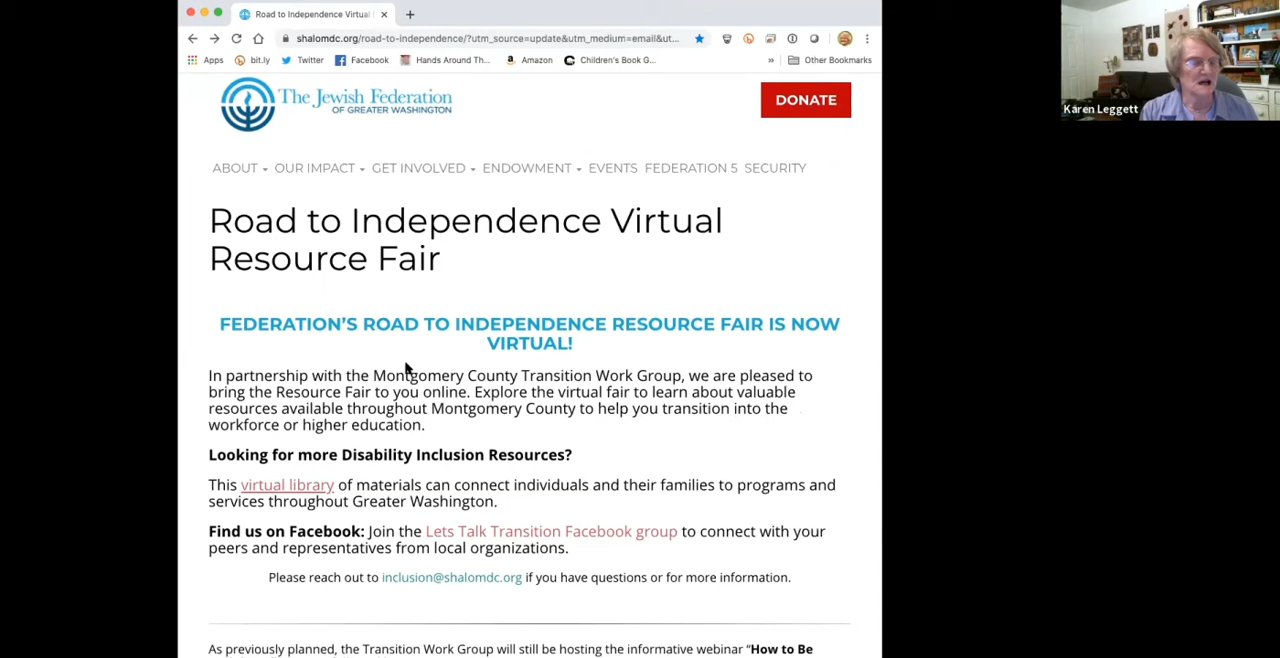 Road to Independence Virtual
shalomdc.org/road-to-independence/?utm_source=update&utm_medium=email&ut...
Apps bit.ly Twitter Facebook Hands Around Th... Amazon Children's Book G... » Other Bookmarks
The Jewish Federation
OF GREATER WASHINGTON
DONATE
ABOUT OUR IMPACT GET INVOLVED ENDOWMENT EVENTS FEDERATION 5 SECURITY
Road to Independence Virtual
Resource Fair
FEDERATION'S ROAD TO INDEPENDENCE RESOURCE FAIR IS NOW
VIRTUAL!
In partnership with the Montgomery County Transition Work Group, we are pleased to
bring the Resource Fair to you online. Explore the virtual fair to learn about valuable
resources available throughout Montgomery County to help you transition into the
workforce or higher education.
Looking for more Disability Inclusion Resources?
This virtual library of materials can connect individuals and their families to programs and
services throughout Greater Washington.
Find us on Facebook: Join the Lets Talk Transition Facebook group to connect with your
peers and representatives from local organizations.
Please reach out to inclusion@shalomdc.org if you have questions or for more information.
As previously planned, the Transition Work Group will still be hosting the informative webinar "How to Be
Karen Leggett